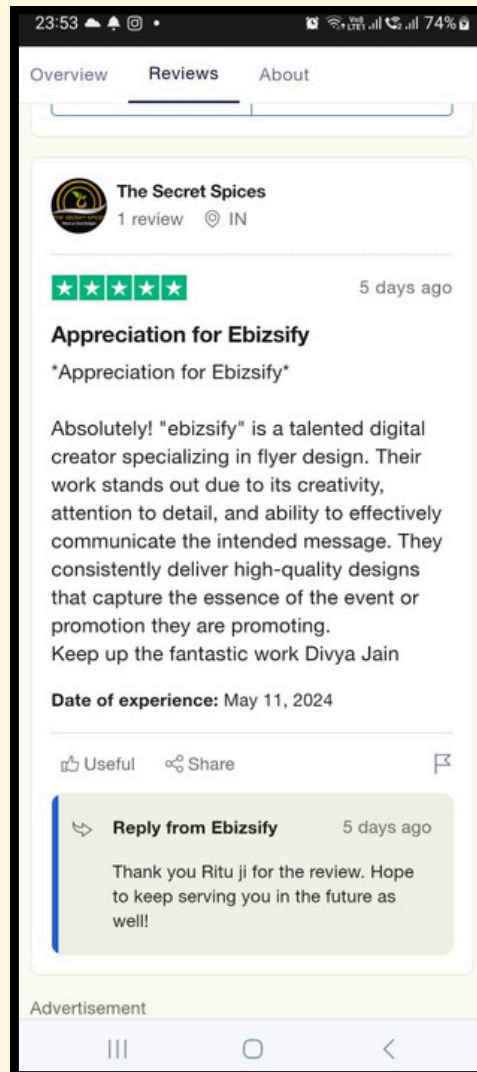 23:53
74%
Overview Reviews About
The Secret Spices
1 review IN
5 days ago
Appreciation for Ebizsify
*Appreciation for Ebizsify*
Absolutely! "ebizsify" is a talented digital
creator specializing in flyer design. Their
work stands out due to its creativity,
attention to detail, and ability to effectively
communicate the intended message. They
consistently deliver high-quality designs
that capture the essence of the event or
promotion they are promoting.
Keep up the fantastic work Divya Jain
Date of experience: May 11, 2024
Useful Share
Reply from Ebizsify 5 days ago
Thank you Ritu ji for the review. Hope
to keep serving you in the future as
well!
Advertisement